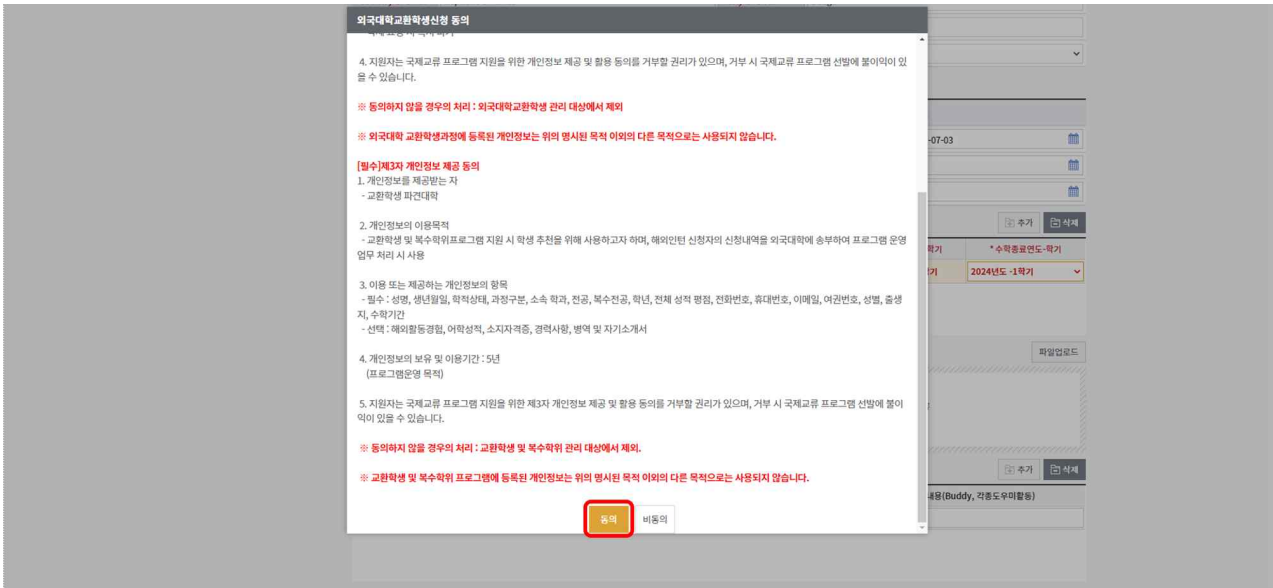 외국대학교환학생신청 동의
4. 지원자는 국제교류 프로그램 지원을 위한 개인정보 제공 및 활용 동의를 거부할 권리가 있으며, 거부 시 국제교류 프로그램 선발에 불이익이 있
을 수 있습니다.
※ 동의하지 않을 경우의 처리 : 외국대학교환학생 관리 대상에서 제외
※ 외국대학 교환학생과정에 등록된 개인정보는 위의 명시된 목적 이외의 다른 목적으로는 사용되지 않습니다.
-07-03
[필수]제3자 개인정보 제공 동의
1. 개인정보를 제공받는 자
- 교환학생 파견대학
추가 삭제
2. 개인정보의 이용목적
- 교환학생 및 복수학위프로그램 지원 시 학생 추천을 위해 사용하고자 하며, 해외인턴 신청자의 신청내역을 외국대학에 송부하여 프로그램 운영
업무 처리 시 사용
학기 *수학종료연도-학기
2024년도 -1학기
3. 이용 또는 제공하는 개인정보의 항목
- 필수 : 성명, 생년월일, 학적상태, 과정구분, 소속 학과, 전공, 복수전공, 학년, 전체 성적 평점, 전화번호, 휴대번호, 이메일, 여권번호, 성별, 출생
지, 수학기간
- 선택 : 해외활동경험, 어학성적, 소지자격증, 경력사항, 병역 및 자기소개서
파일업로드
4. 개인정보의 보유 및 이용기간 : 5년
(프로그램운영 목적)
5. 지원자는 국제교류 프로그램 지원을 위한 제3자 개인정보 제공 및 활용 동의를 거부할 권리가 있으며, 거부 시 국제교류 프로그램 선발에 불이
익이 있을 수 있습니다.
※ 동의하지 않을 경우의 처리 : 교환학생 및 복수학위 관리 대상에서 제외.
추가 삭제
※ 교환학생 및 복수학위 프로그램에 등록된 개인정보는 위의 명시된 목적 이외의 다른 목적으로는 사용되지 않습니다.
내용(Buddy, 각종도우미활동)
동의 비동의